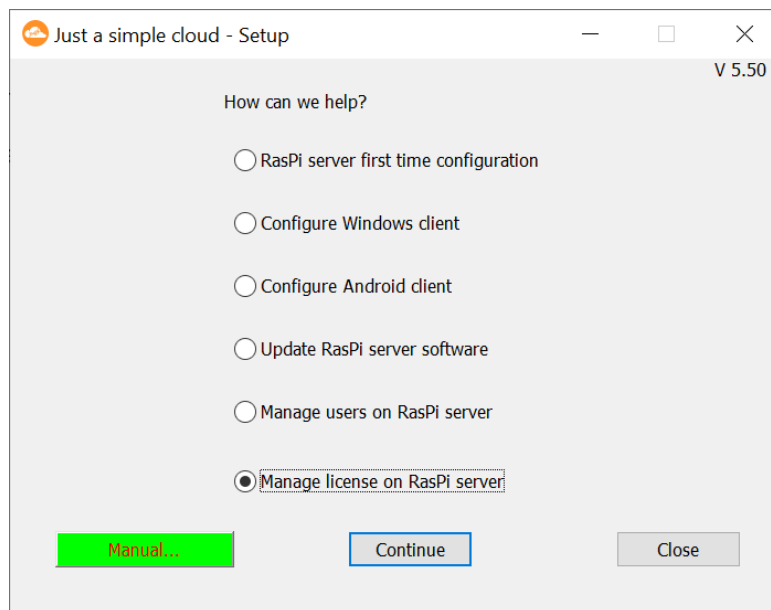 Just a simple cloud - Setup
V 5.50
How can we help?
RasPi server first time configuration
Configure Windows client
Configure Android client
Update RasPi server software
Manage users on RasPi server
Manage license on RasPi server
Manual...
Continue
Close